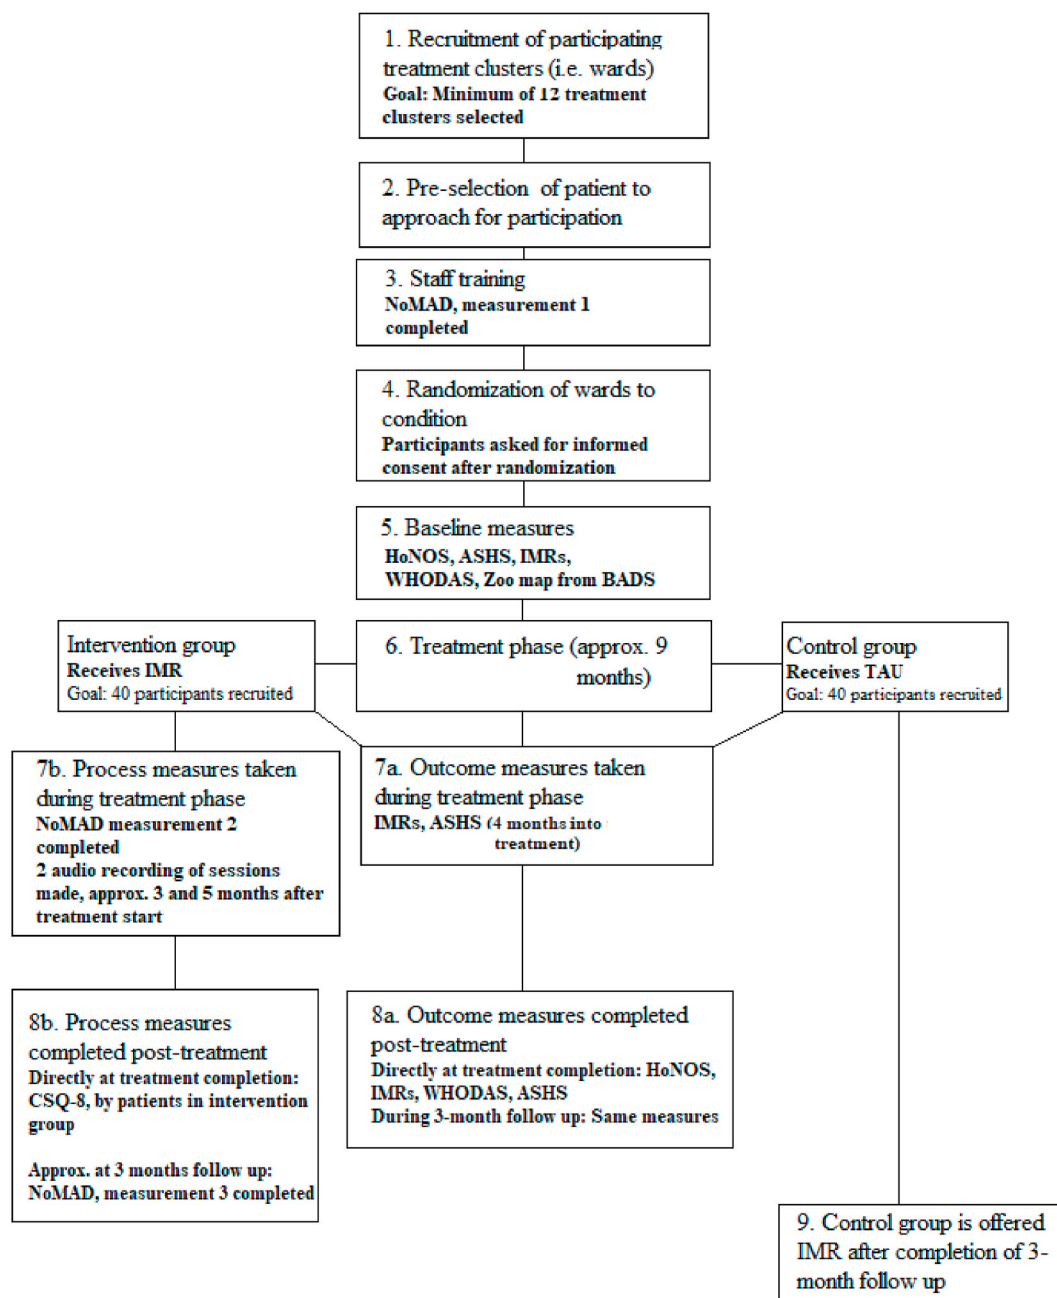 1. Recruitment of participating
treatment clusters (i.e. wards)
Goal: Minimum of 12 treatment
clusters selected
2. Pre-selection of patient to
approach for participation
3. Staff training
NoMAD, measurement 1
completed
4. Randomization of wards to
condition
Participants asked for informed
consent after randomization
5. Baseline measures
HoNOS, ASHS, IMRs,
WHODAS, Zoo map from BADS
Intervention group
Receives IMR
Goal: 40 participants recruited
6. Treatment phase (approx. 9
months)
Control group
Receives TAU
Goal: 40 participants recruited
7b. Process measures taken
during treatment phase
NoMAD measurement 2
completed
2 audio recording of sessions
made, approx. 3 and 5 months after
treatment start
7a. Outcome measures taken
during treatment phase
IMRs, ASHS (4 months into
treatment)
8b. Process measures
completed post-treatment
Directly at treatment completion:
CSQ-8, by patients in intervention
group
Approx. at 3 months follow up:
NoMAD, measurement 3 completed
8a. Outcome measures completed
post-treatment
Directly at treatment completion: HoNOS,
IMRs, WHODAS, ASHS
During 3-month follow up: Same measures
9. Control group is offered
IMR after completion of 3-
month follow up